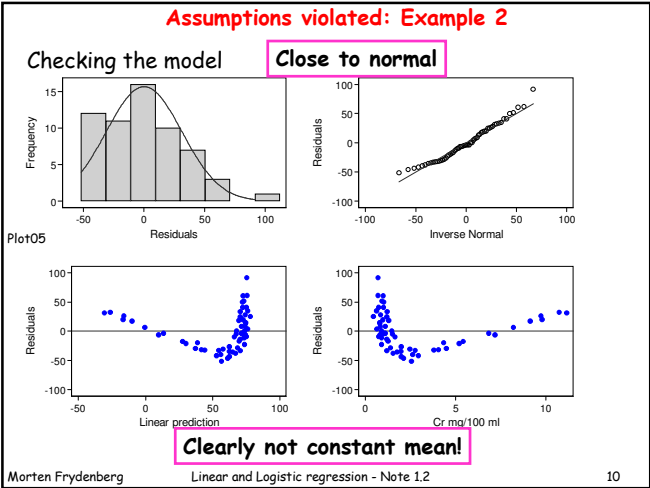 Assumptions violated: Example 2
Checking the model
Close to normal
15
10
5
0
Frequency
-50 0 50 100
Residuals
100
50
0
-50
-100
Residuals
-100 -50 0 50 100
Inverse Normal
Plot05
100
50
0
-50
-100
Residuals
-50 0 50 100
Linear prediction
100
50
0
-50
-100
Residuals
0 5 10
Cr mg/100 ml
Clearly not constant mean!
Morten Frydenberg Linear and Logistic regression - Note 1,2 10